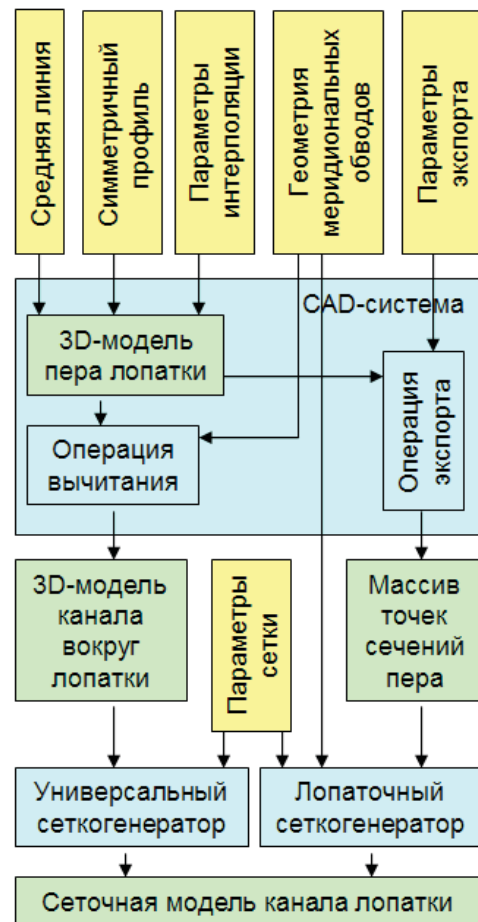 Средняя линия
Симметричный
профиль
Параметры
интерполяции
Геометрия
меридиональных
обводов
Параметры
экспорта
CAD-система
3D-модель
пера лопатки
Операция
вычитания
Операция
экспорта
3D-модель
канала
вокруг
лопатки
Параметры
сетки
Массив
точек
сечений
пера
Универсальный
сеткогенератор
Лопаточный
сеткогенератор
Сеточная модель канала лопатки